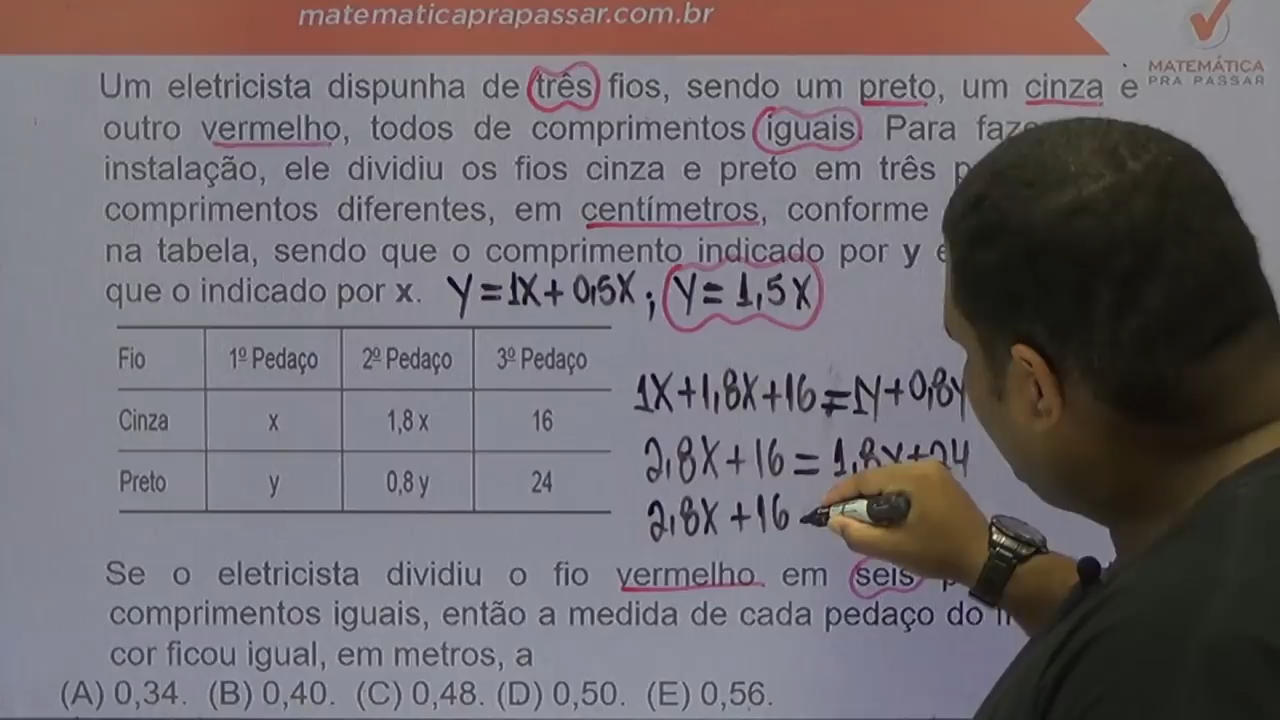 matematicaprapassar.com.br
MATEMÁTICA
PRA PASSAR
Um eletricista dispunha de três fios, sendo um preto, um cinza e
outro vermelho, todos de comprimentos iguais. Para
instalação, ele dividiu os fios cinza e preto em três
comprimentos diferentes, em centímetros, conforme
na tabela, sendo que o comprimento indicado por y
que o indicado por x. Y=1X+0,5X; Y=1,5X
Fio 1º Pedaço 2º Pedaço 3º Pedaço
Cinza x 1,8 x 16
Preto y 0,8 y 24
1X+1,8X+16=1Y+0,8Y
2,8X+16=1,8Y+24
2,8X+16
Se o eletricista dividiu o fio vermelho em seis
comprimentos iguais, então a medida de cada pedaço do
cor ficou igual, em metros, a
(A) 0,34. (B) 0,40. (C) 0,48. (D) 0,50. (E) 0,56.